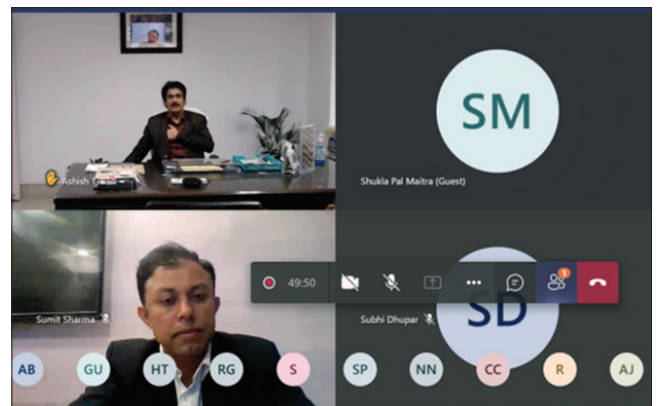 SM
Ashish
Shukla Pal Maitra (Guest)
49:50
1
Sumit Sharma
Subhi Dhupar
SD
AB
GU
HT
RG
S
SP
NN
CC
R
AJ